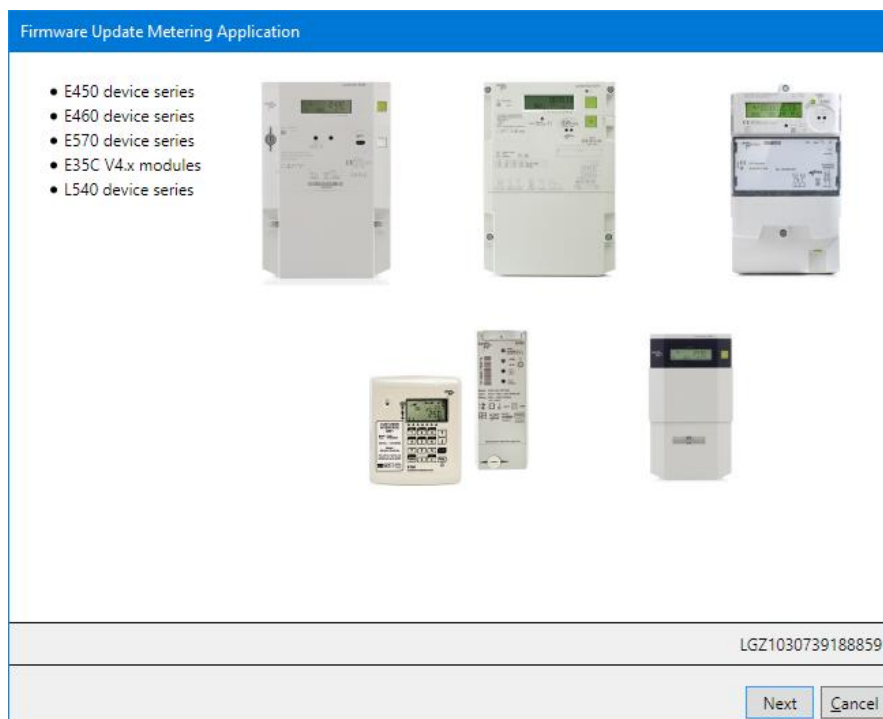 Firmware Update Metering Application
• E450 device series
• E460 device series
• E570 device series
• E35C V4.x modules
• L540 device series
LGZ1030739188859
Next
Cancel